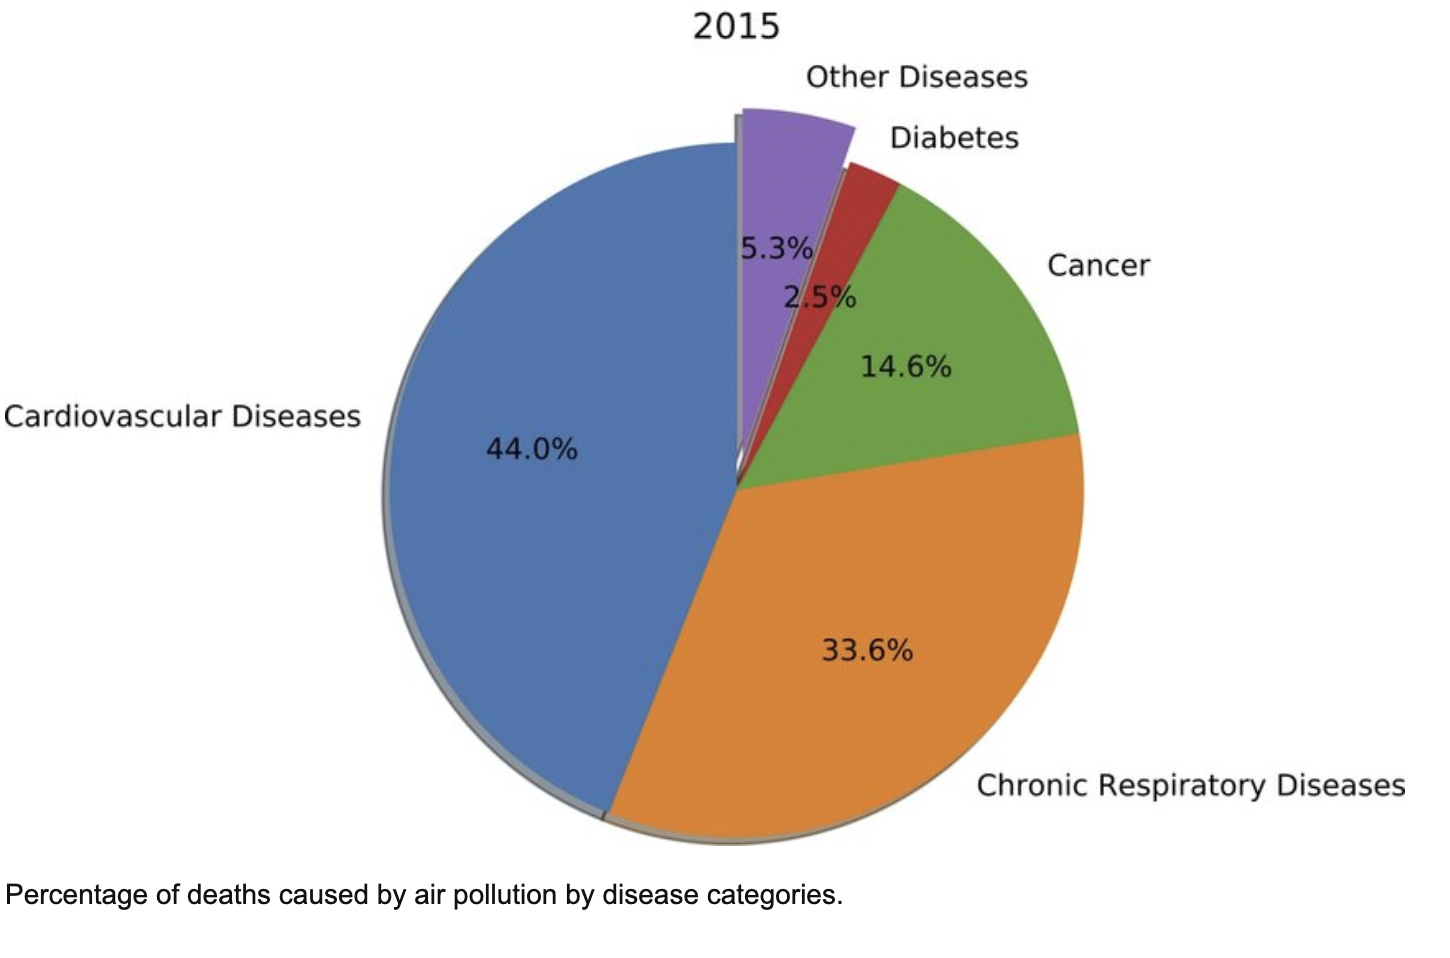 2015
Other Diseases
Diabetes
5.3%
Cancer
2.5%
14.6%
Cardiovascular Diseases
44.0%
33.6%
Chronic Respiratory Diseases
Percentage of deaths caused by air pollution by disease categories.